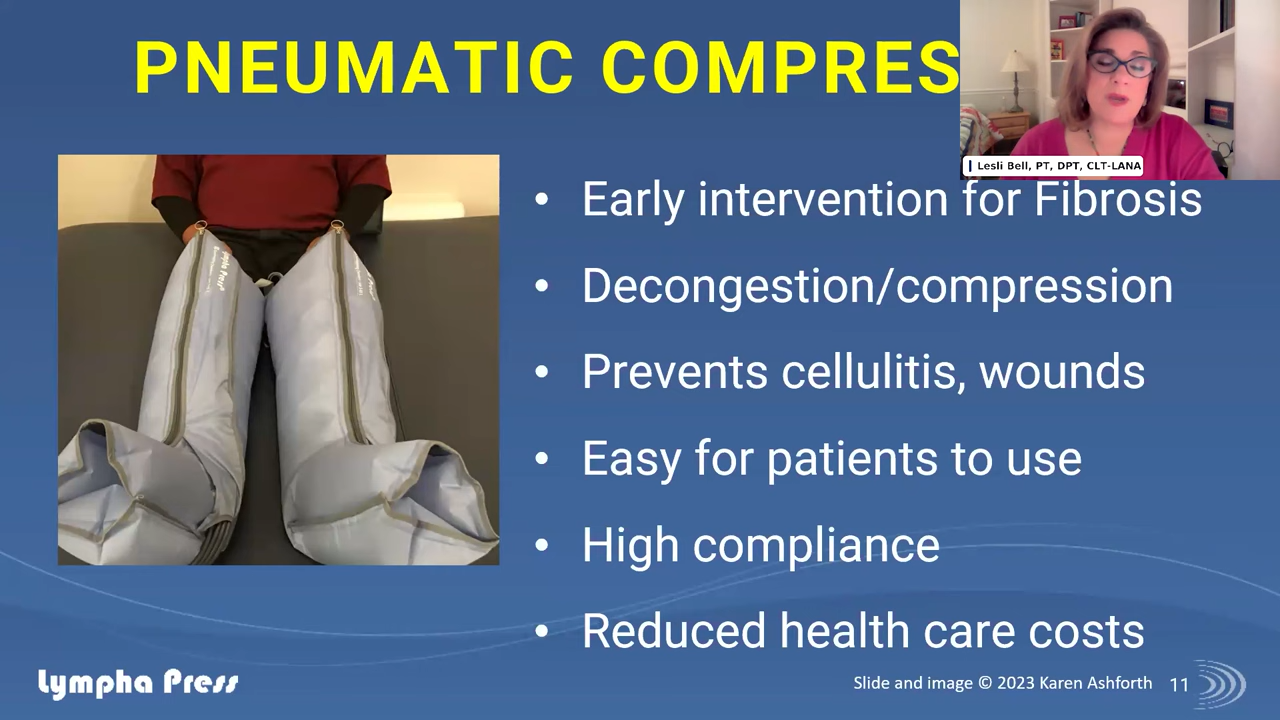 PNEUMATIC COMPRES
Lesli Bell, PT, DPT, CLT-LANA
• Early intervention for Fibrosis
• Decongestion/compression
• Prevents cellulitis, wounds
• Easy for patients to use
• High compliance
• Reduced health care costs
Lympha Press
Slide and image © 2023 Karen Ashforth 11